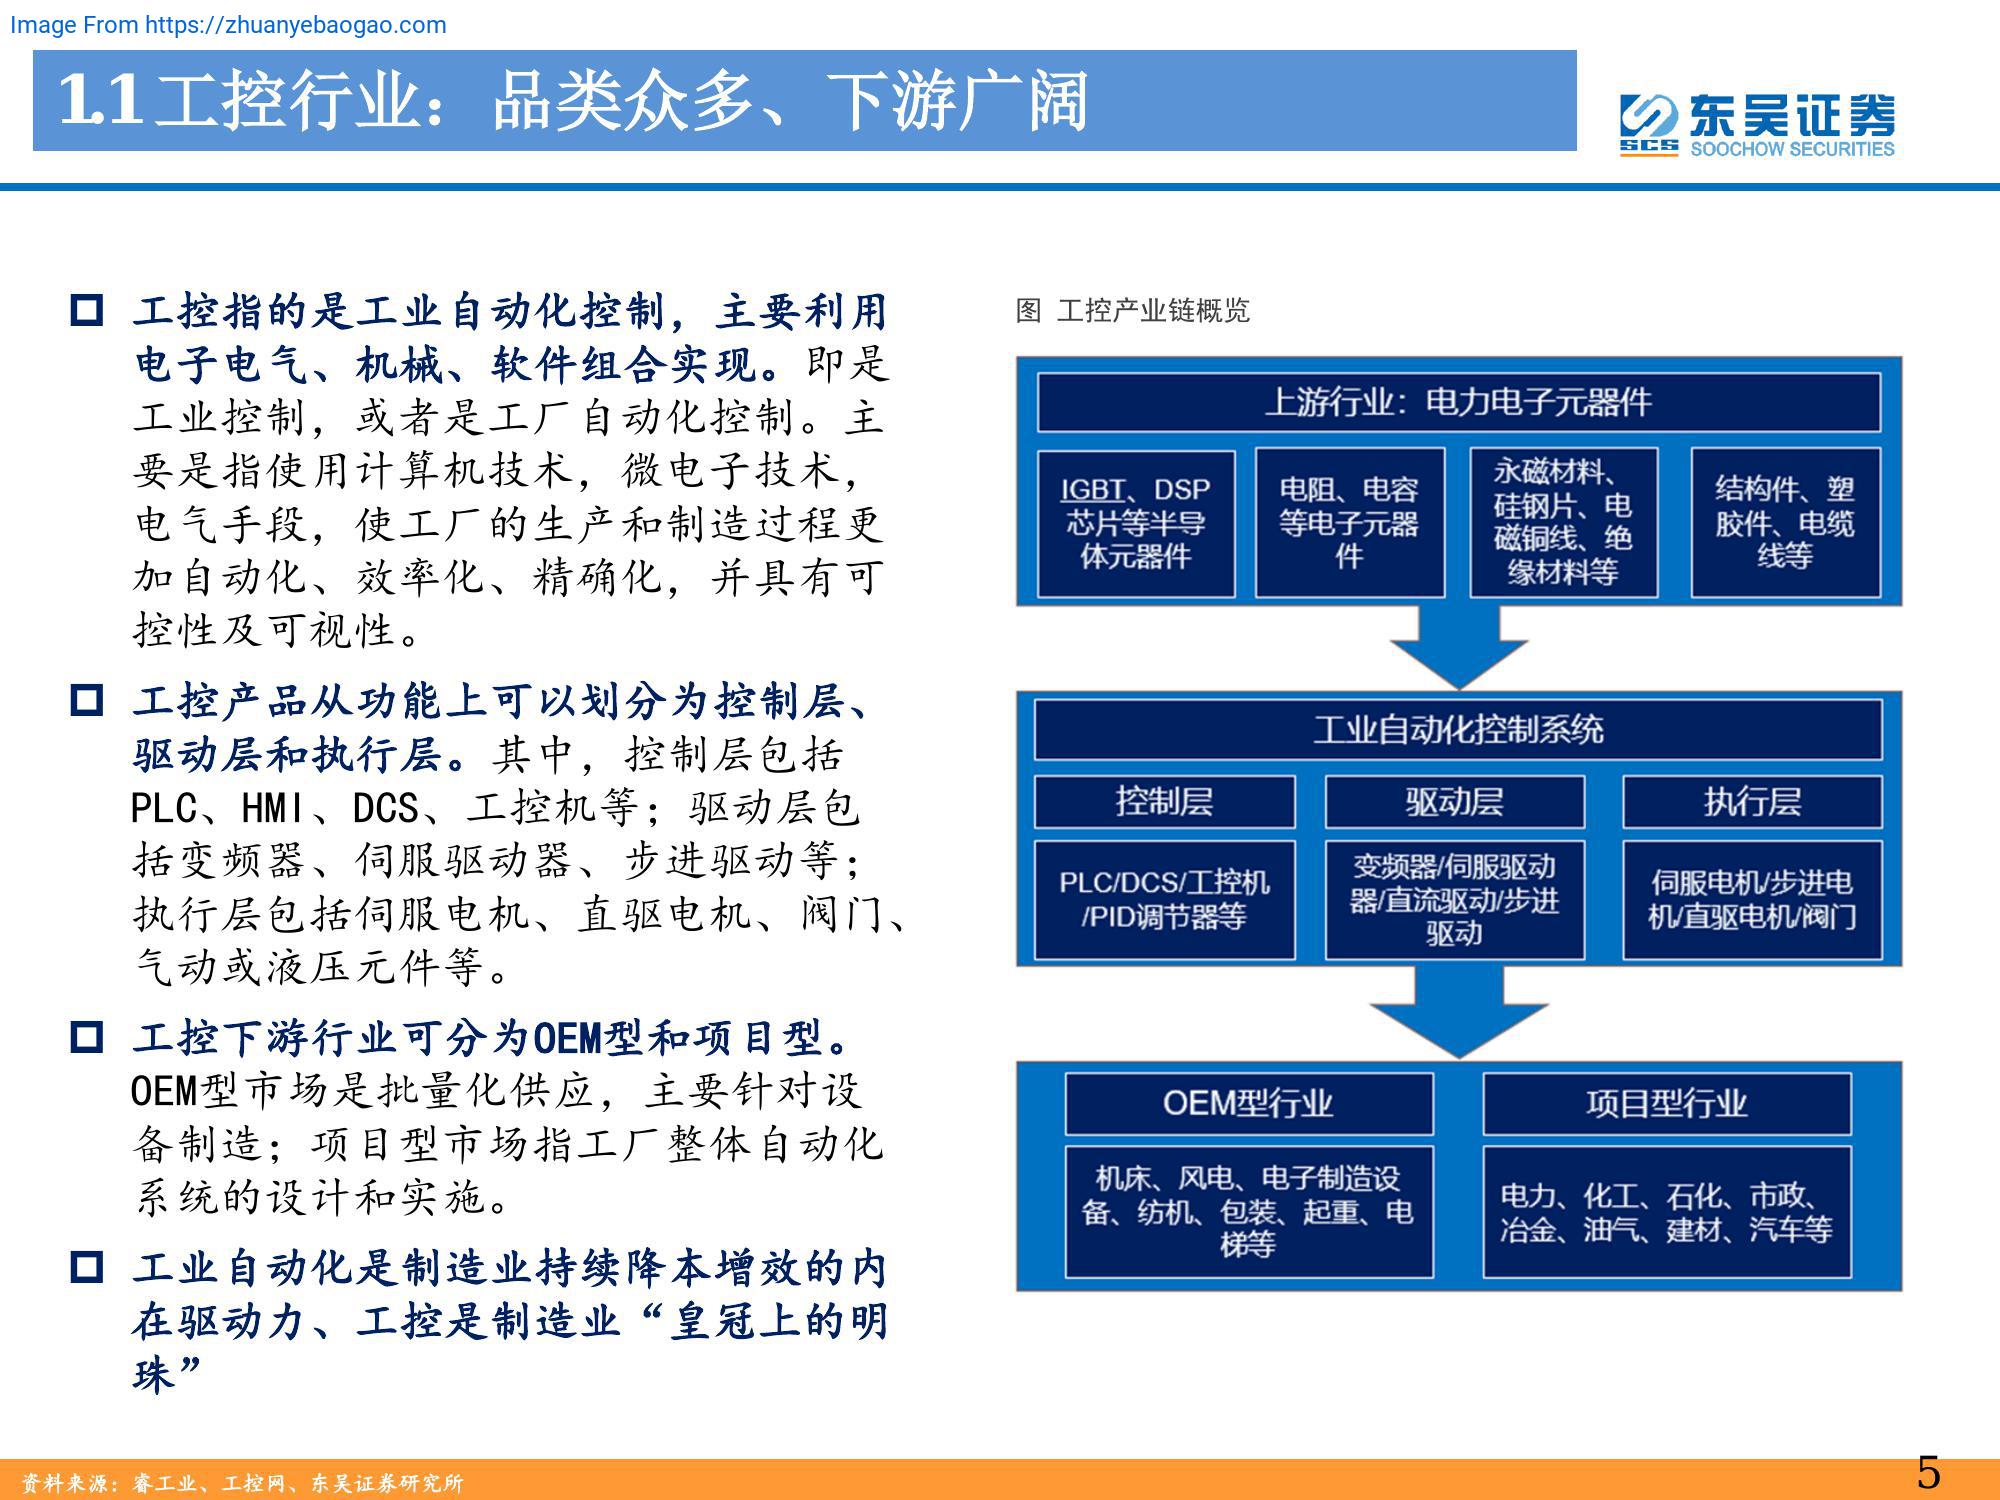 Image From https://zhuanyebaogao.com
1.1工控行业：品类众多、下游广阔
东吴证券
SCS
SOOCHOW SECURITIES
工控指的是工业自动化控制，主要利用
电子电气、机械、软件组合实现。即是
工业控制，或者是工厂自动化控制。主
要是指使用计算机技术，微电子技术，
电气手段，使工厂的生产和制造过程更
加自动化、效率化、精确化，并具有可
控性及可视性。
工控产品从功能上可以划分为控制层、
驱动层和执行层。其中，控制层包括
PLC、HMI、DCS、工控机等；驱动层包
括变频器、伺服驱动器、步进驱动等；
执行层包括伺服电机、直驱电机、阀门、
气动或液压元件等。
工控下游行业可分为OEM型和项目型。
OEM型市场是批量化供应，主要针对设
备制造；项目型市场指工厂整体自动化
系统的设计和实施。
工业自动化是制造业持续降本增效的内
在驱动力、工控是制造业“皇冠上的明
珠”
图 工控产业链概览
上游行业：电力电子元器件
IGBT、DSP
芯片等半导
体元器件
电阻、电容
等电子元器
件
永磁材料、
硅钢片、电
磁铜线、绝
缘材料等
结构件、塑
胶件、电缆
线等
工业自动化控制系统
控制层
驱动层
执行层
PLC/DCS/工控机
/PID调节器等
变频器/伺服驱动
器/直流驱动/步进
驱动
伺服电机/步进电
机/直驱电机/阀门
OEM型行业
项目型行业
机床、风电、电子制造设
备、纺机、包装、起重、电
梯等
电力、化工、石化、市政、
冶金、油气、建材、汽车等
资料来源：睿工业、工控网、东吴证券研究所
5